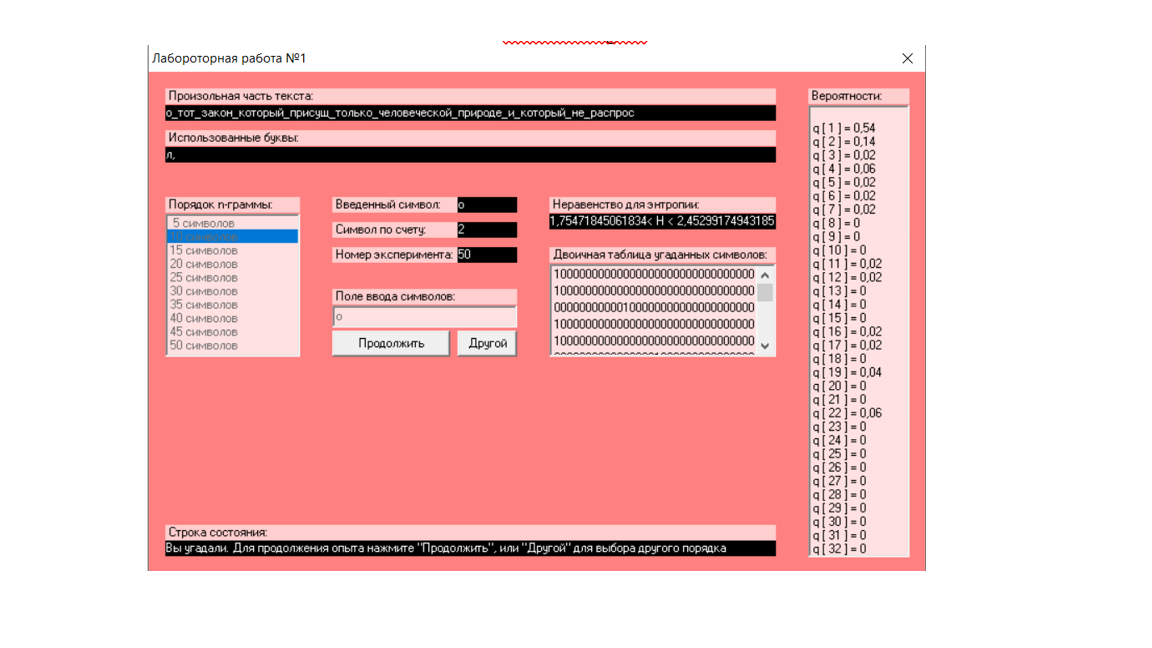 Лабороторная работа №1
Произольная часть текста:
о_тот_закон_который_присущ_только_человеческой_природе_и_который_не_распрос
Использованные буквы:
л,
Порядок n-граммы:
5 символов
10 символов
15 символов
20 символов
25 символов
30 символов
35 символов
40 символов
45 символов
50 символов
Введенный символ: о
Символ по счету: 2
Номер эксперимента: 50
Поле ввода символов:
о
Продолжить
Другой
Неравенство для энтропии:
1,75471845061834< H < 2,45299174943185
Двоичная таблица угаданных символов:
10000000000000000000000000000000
10000000000000000000000000000000
00000000000100000000000000000000
10000000000000000000000000000000
10000000000000000000000000000000
Вероятности:
q [ 1 ] = 0,54
q [ 2 ] = 0,14
q [ 3 ] = 0,02
q [ 4 ] = 0,06
q [ 5 ] = 0,02
q [ 6 ] = 0,02
q [ 7 ] = 0,02
q [ 8 ] = 0
q [ 9 ] = 0
q [ 10 ] = 0
q [ 11 ] = 0,02
q [ 12 ] = 0,02
q [ 13 ] = 0
q [ 14 ] = 0
q [ 15 ] = 0
q [ 16 ] = 0,02
q [ 17 ] = 0,02
q [ 18 ] = 0
q [ 19 ] = 0,04
q [ 20 ] = 0
q [ 21 ] = 0
q [ 22 ] = 0,06
q [ 23 ] = 0
q [ 24 ] = 0
q [ 25 ] = 0
q [ 26 ] = 0
q [ 27 ] = 0
q [ 28 ] = 0
q [ 29 ] = 0
q [ 30 ] = 0
q [ 31 ] = 0
q [ 32 ] = 0
Строка состояния:
Вы угадали. Для продолжения опыта нажмите "Продолжить", или "Другой" для выбора другого порядка